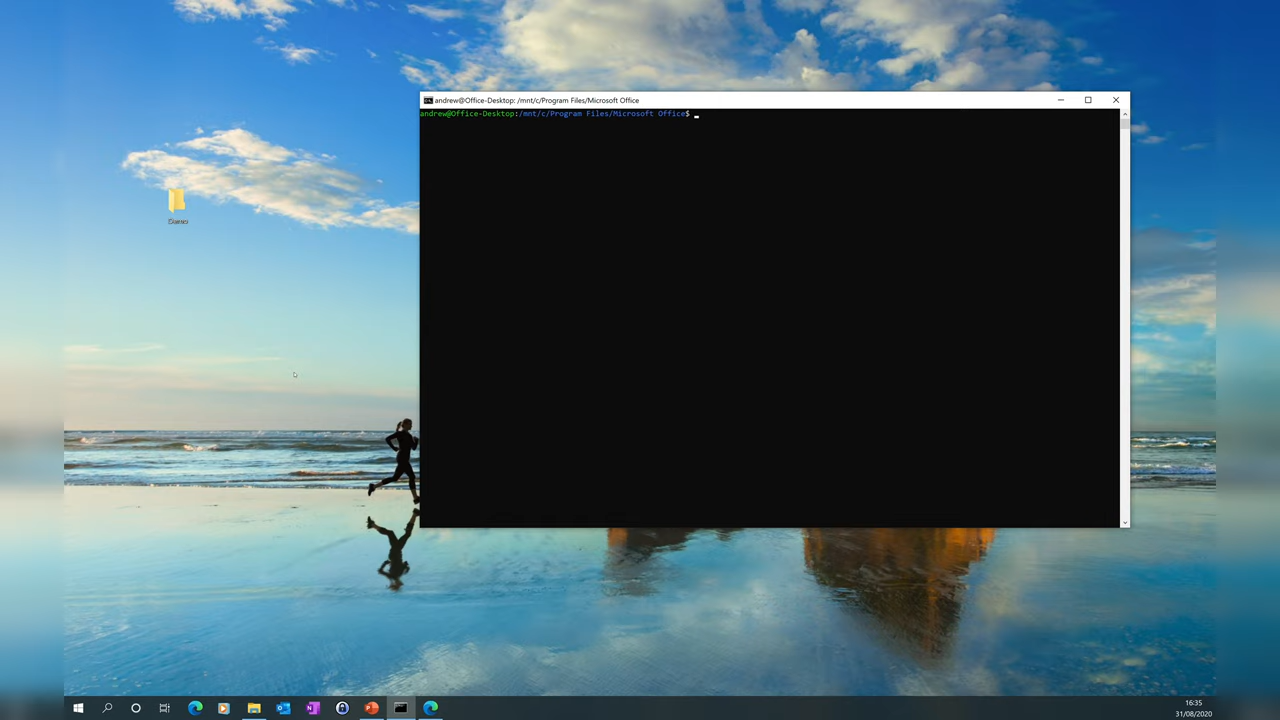 andrew@Office-Desktop: /mnt/c/Program Files/Microsoft Office
andrew@Office-Desktop:/mnt/c/Program Files/Microsoft Office$
16:35
31/08/2020